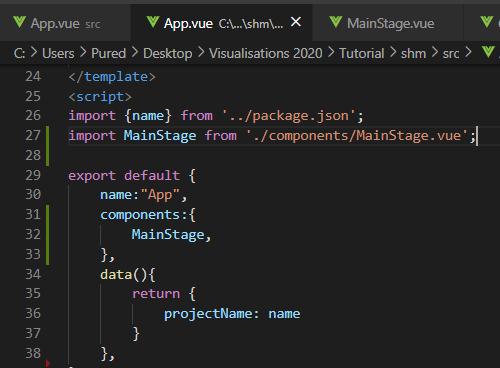 App.vue src
App.vue C:\...\shm\...
MainStage.vue
C: > Users > Pured > Desktop > Visualisations 2020 > Tutorial > shm > src >
24 </template>
25 <script>
26 import {name} from '../package.json';
27 import MainStage from './components/MainStage.vue';
28
29 export default {
30 name:"App",
31 components:{
32 MainStage,
33 },
34 data(){
35 return {
36 projectName: name
37 }
38 },